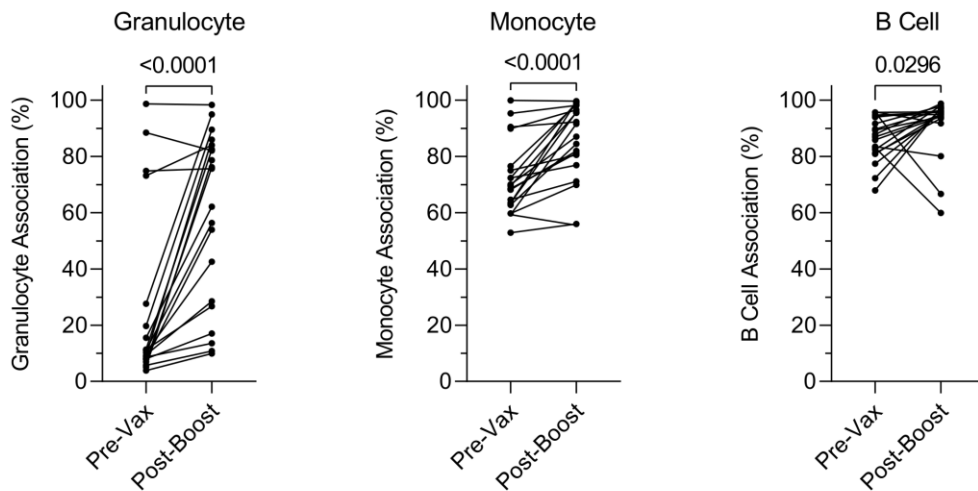 Granulocyte
<0.0001
Granulocyte Association (%)
100
80
60
40
20
0
Pre-Vax
Post-Boost
Monocyte
<0.0001
Monocyte Association (%)
100
80
60
40
20
0
Pre-Vax
Post-Boost
B Cell
0.0296
B Cell Association (%)
100
80
60
40
20
0
Pre-Vax
Post-Boost